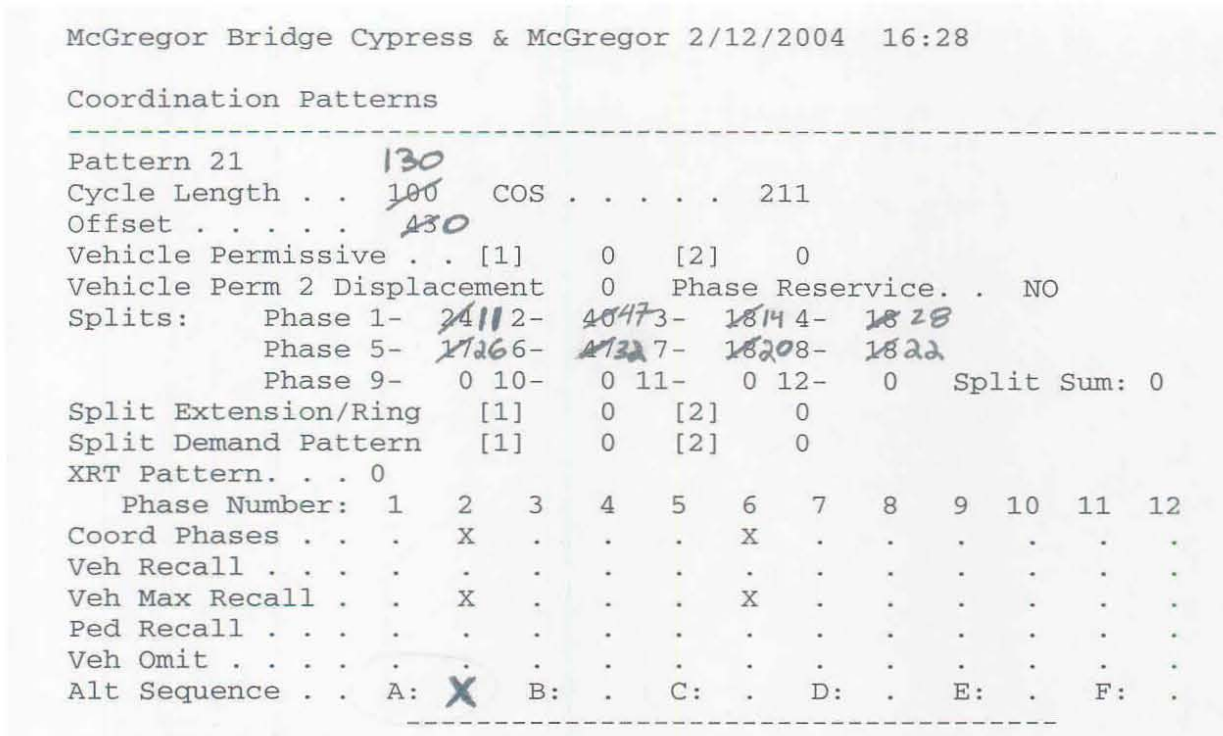 McGregor Bridge Cypress & McGregor 2/12/2004 16:28
Coordination Patterns
Pattern 21 130
Cycle Length . . 100 COS . . . . . 211
Offset . . . . . 43 0
Vehicle Permissive . . [1] 0 [2] 0
Vehicle Perm 2 Displacement 0 Phase Reservice. . NO
Splits: Phase 1- 24 11 2- 40 47 3- 18 14 4- 18 28
Phase 5- 17 26 6- 47 32 7- 18 20 8- 18 22
Phase 9- 0 10- 0 11- 0 12- 0 Split Sum: 0
Split Extension/Ring [1] 0 [2] 0
Split Demand Pattern [1] 0 [2] 0
XRT Pattern. . . 0
Phase Number: 1 2 3 4 5 6 7 8 9 10 11 12
Coord Phases . . . X . . . X . . . . . .
Veh Recall . . . . . . . . . . . . . . .
Veh Max Recall . . X . . . X . . . . . .
Ped Recall . . . . . . . . . . . . . . .
Veh Omit . . . . . . . . . . . . . . . .
Alt Sequence . . A: X B: . C: . D: . E: . F: .